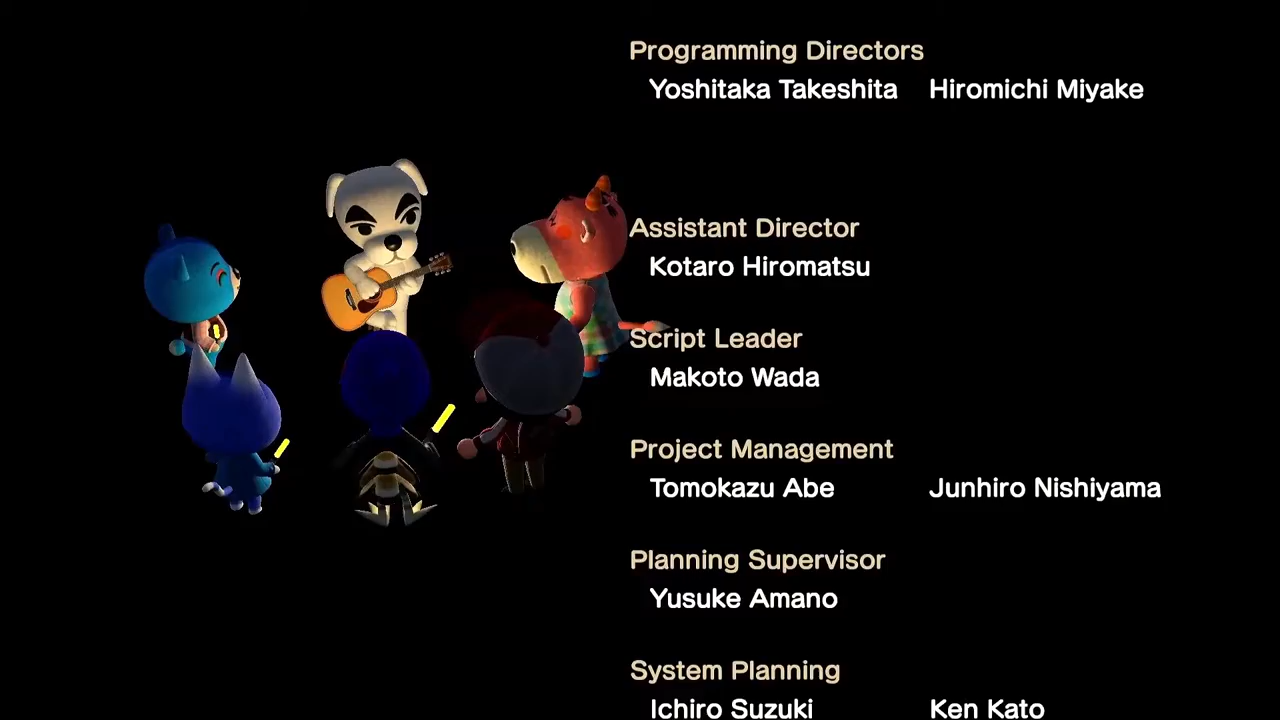 Programming Directors
Yoshitaka Takeshita Hiromichi Miyake
Assistant Director
Kotaro Hiromatsu
Script Leader
Makoto Wada
Project Management
Tomokazu Abe Junhiro Nishiyama
Planning Supervisor
Yusuke Amano
System Planning
Ichiro Suzuki Ken Kato